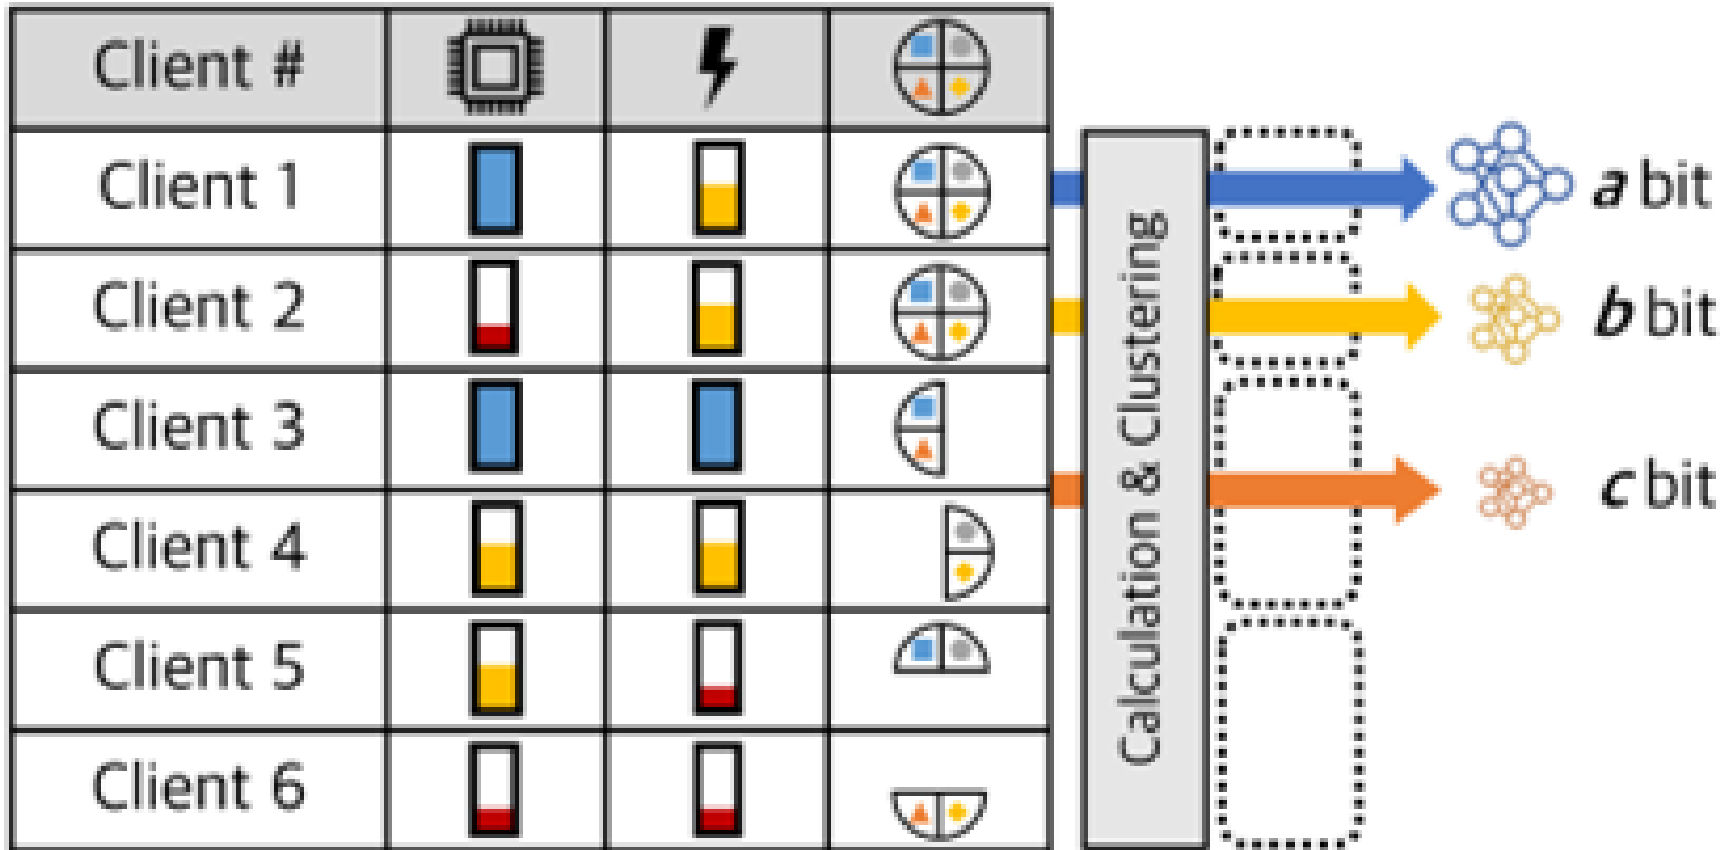 Client #
Client 1
a bit
Client 2
b bit
Client 3
c bit
Client 4
Client 5
Client 6
Calculation & Clustering